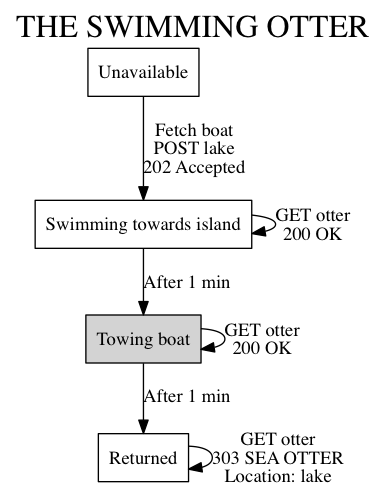 THE SWIMMING OTTER
Unavailable
Fetch boat
POST lake
202 Accepted
Swimming towards island
GET otter
200 OK
After 1 min
Towing boat
GET otter
200 OK
After 1 min
Returned
GET otter
303 SEA OTTER
Location: lake